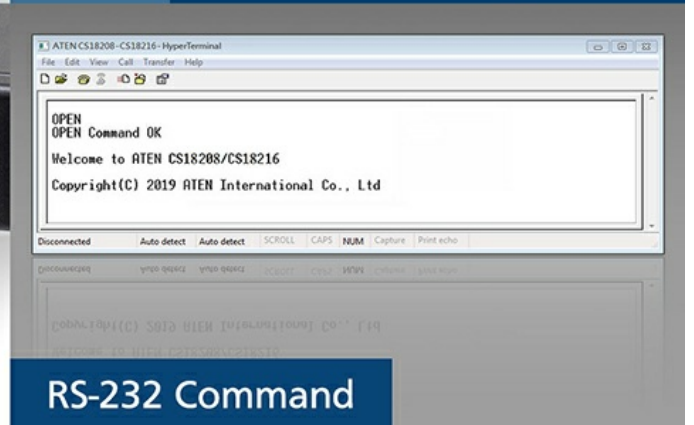 ATEN CS18208-CS18216- HyperTerminal
File Edit View Call Transfer Help
OPEN
OPEN Command OK
Welcome to ATEN CS18208/CS18216
Copyright(C) 2019 ATEN International Co., Ltd
Disconnected Auto detect Auto detect SCROLL CAPS NUM Capture Print echo
RS-232 Command